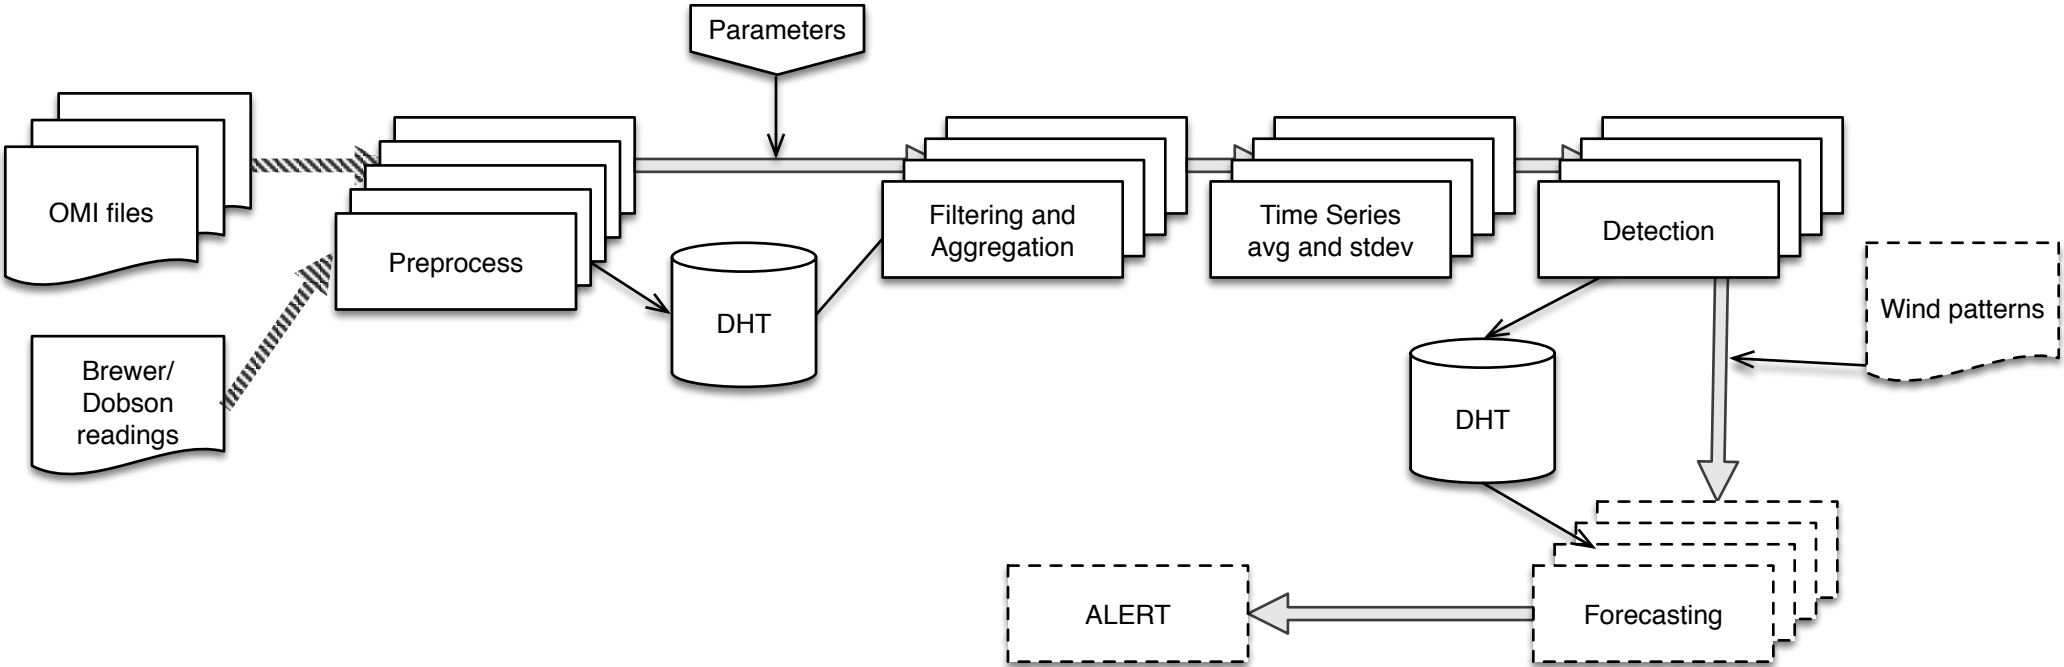 Parameters
OMI files
Preprocess
Filtering and
Aggregation
Time Series
avg and stdev
Detection
Wind patterns
DHT
Brewer/
Dobson
readings
DHT
ALERT
Forecasting